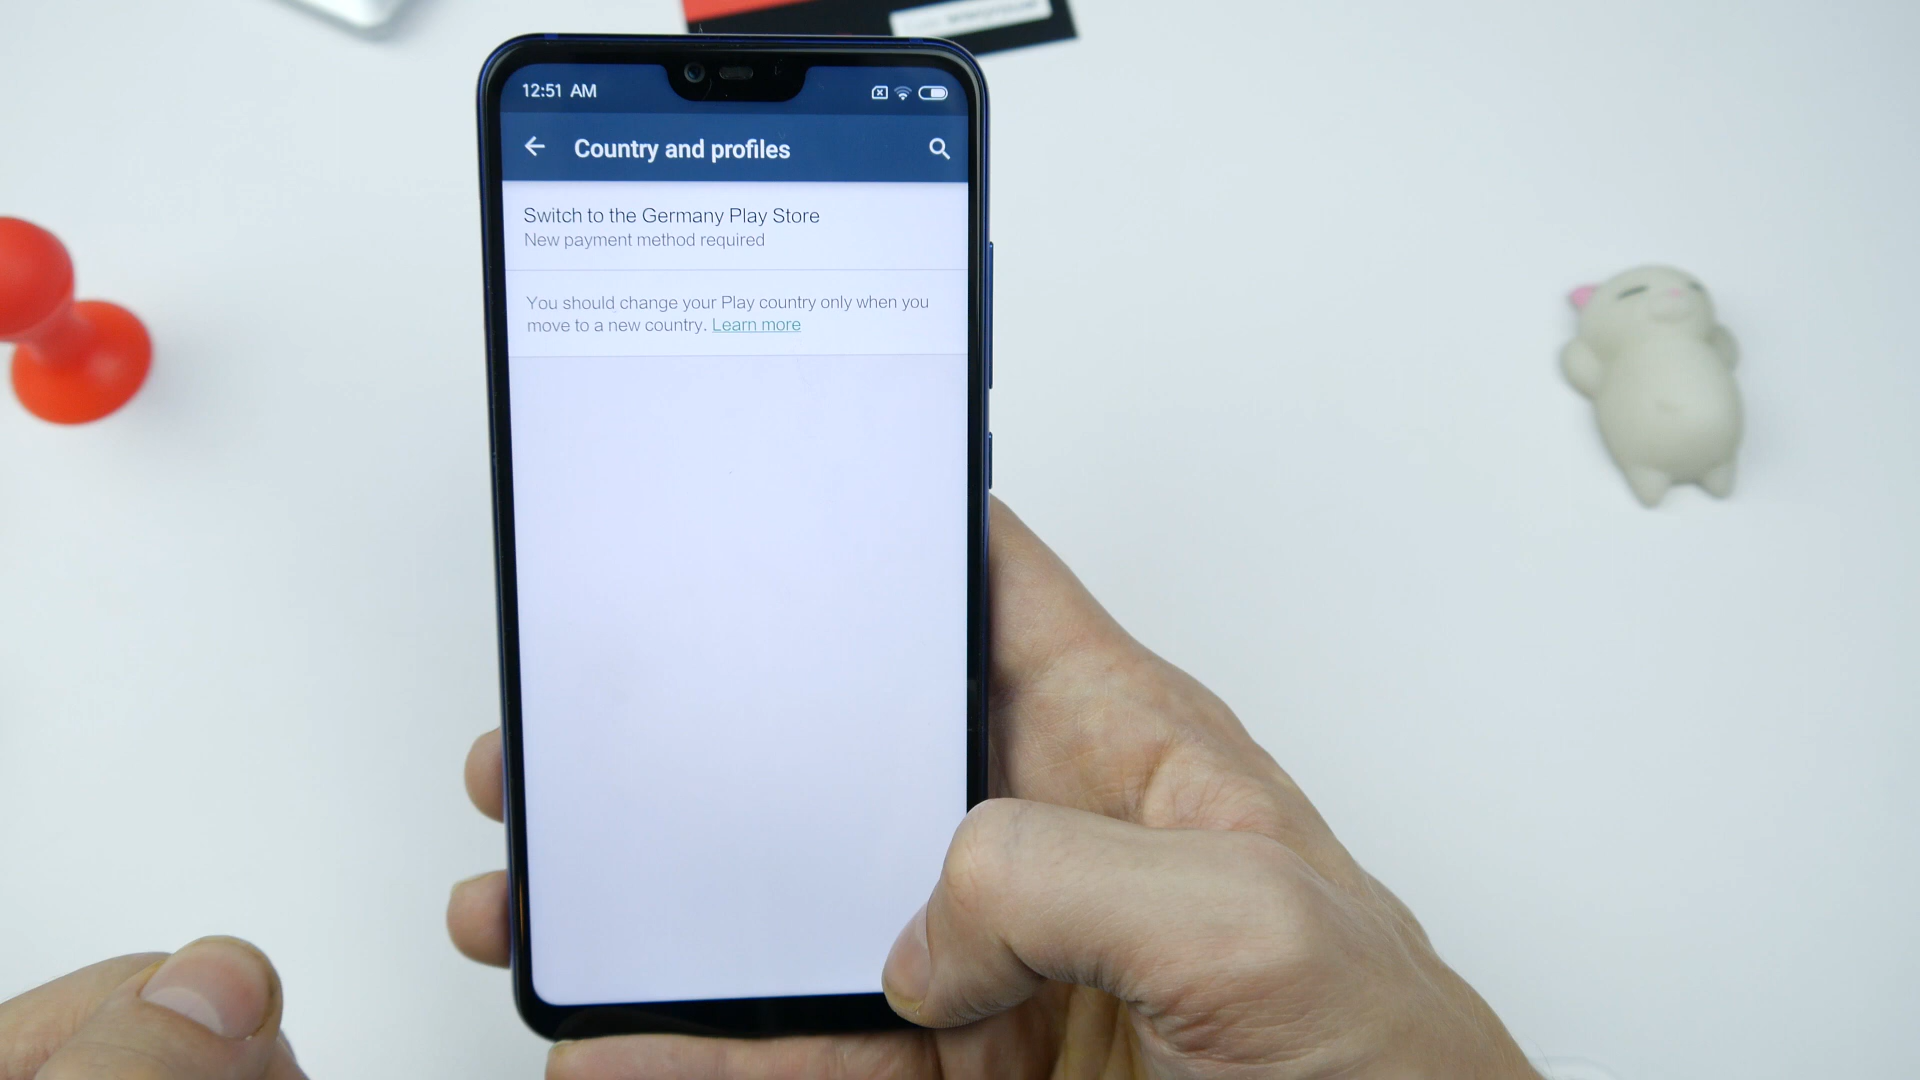 12:51 AM
Country and profiles
Switch to the Germany Play Store
New payment method required
You should change your Play country only when you
move to a new country. Learn more